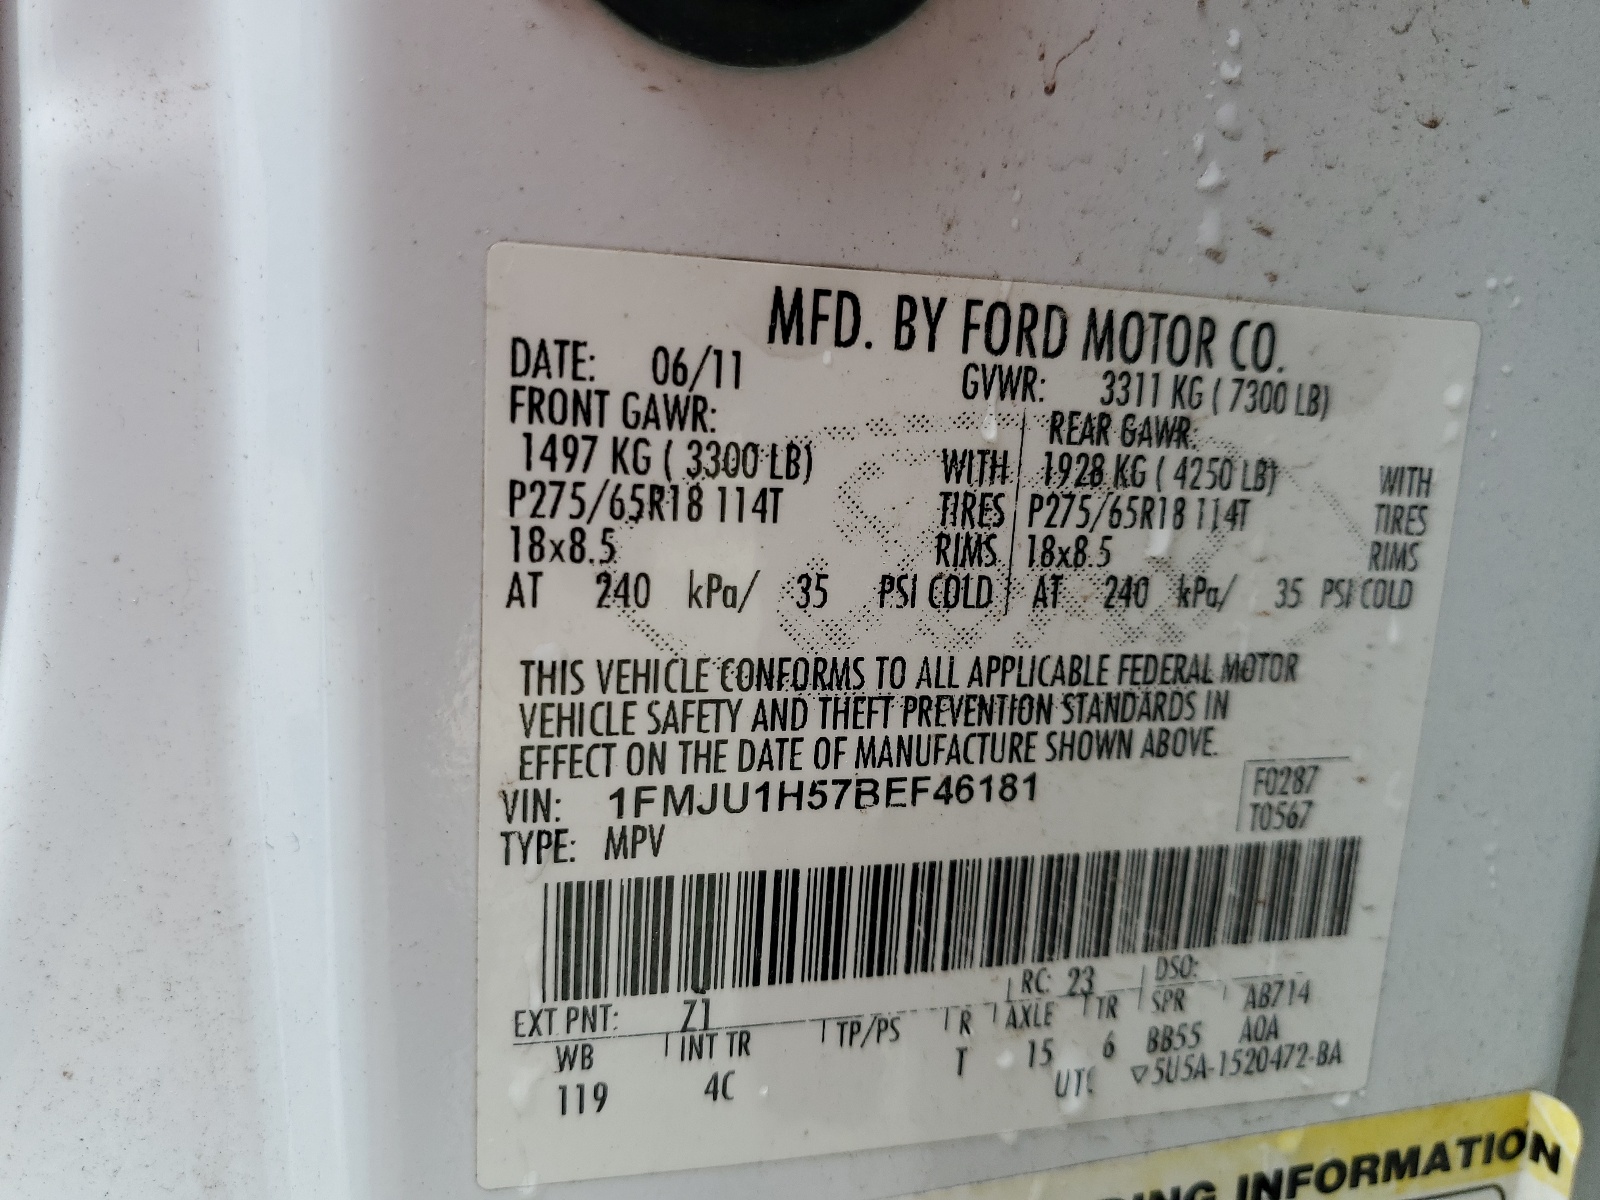 MFD. BY FORD MOTOR CO.
DATE: 06/11 GVWR: 3311 KG ( 7300 LB)
FRONT GAWR: REAR GAWR:
1497 KG ( 3300 LB) WITH 1928 KG ( 4250 LB) WITH
P275/65R18 114T TIRES P275/65R18 114T TIRES
18x8.5 RIMS 18x8.5 RIMS
AT 240 kPa/ 35 PSI COLD AT 240 kPa/ 35 PSI COLD
THIS VEHICLE CONFORMS TO ALL APPLICABLE FEDERAL MOTOR
VEHICLE SAFETY AND THEFT PREVENTION STANDARDS IN
EFFECT ON THE DATE OF MANUFACTURE SHOWN ABOVE.
VIN: 1FMJU1H57BEF46181 F0287
TYPE: MPV T0567
EXT PNT: Z1 RC: 23 DSO:
WB INT TR TP/PS R AXLE TR SPR AB714
119 4C T 15 6 BB55 A0A
UTC ▽5U5A-1520472-BA
INFORMATION